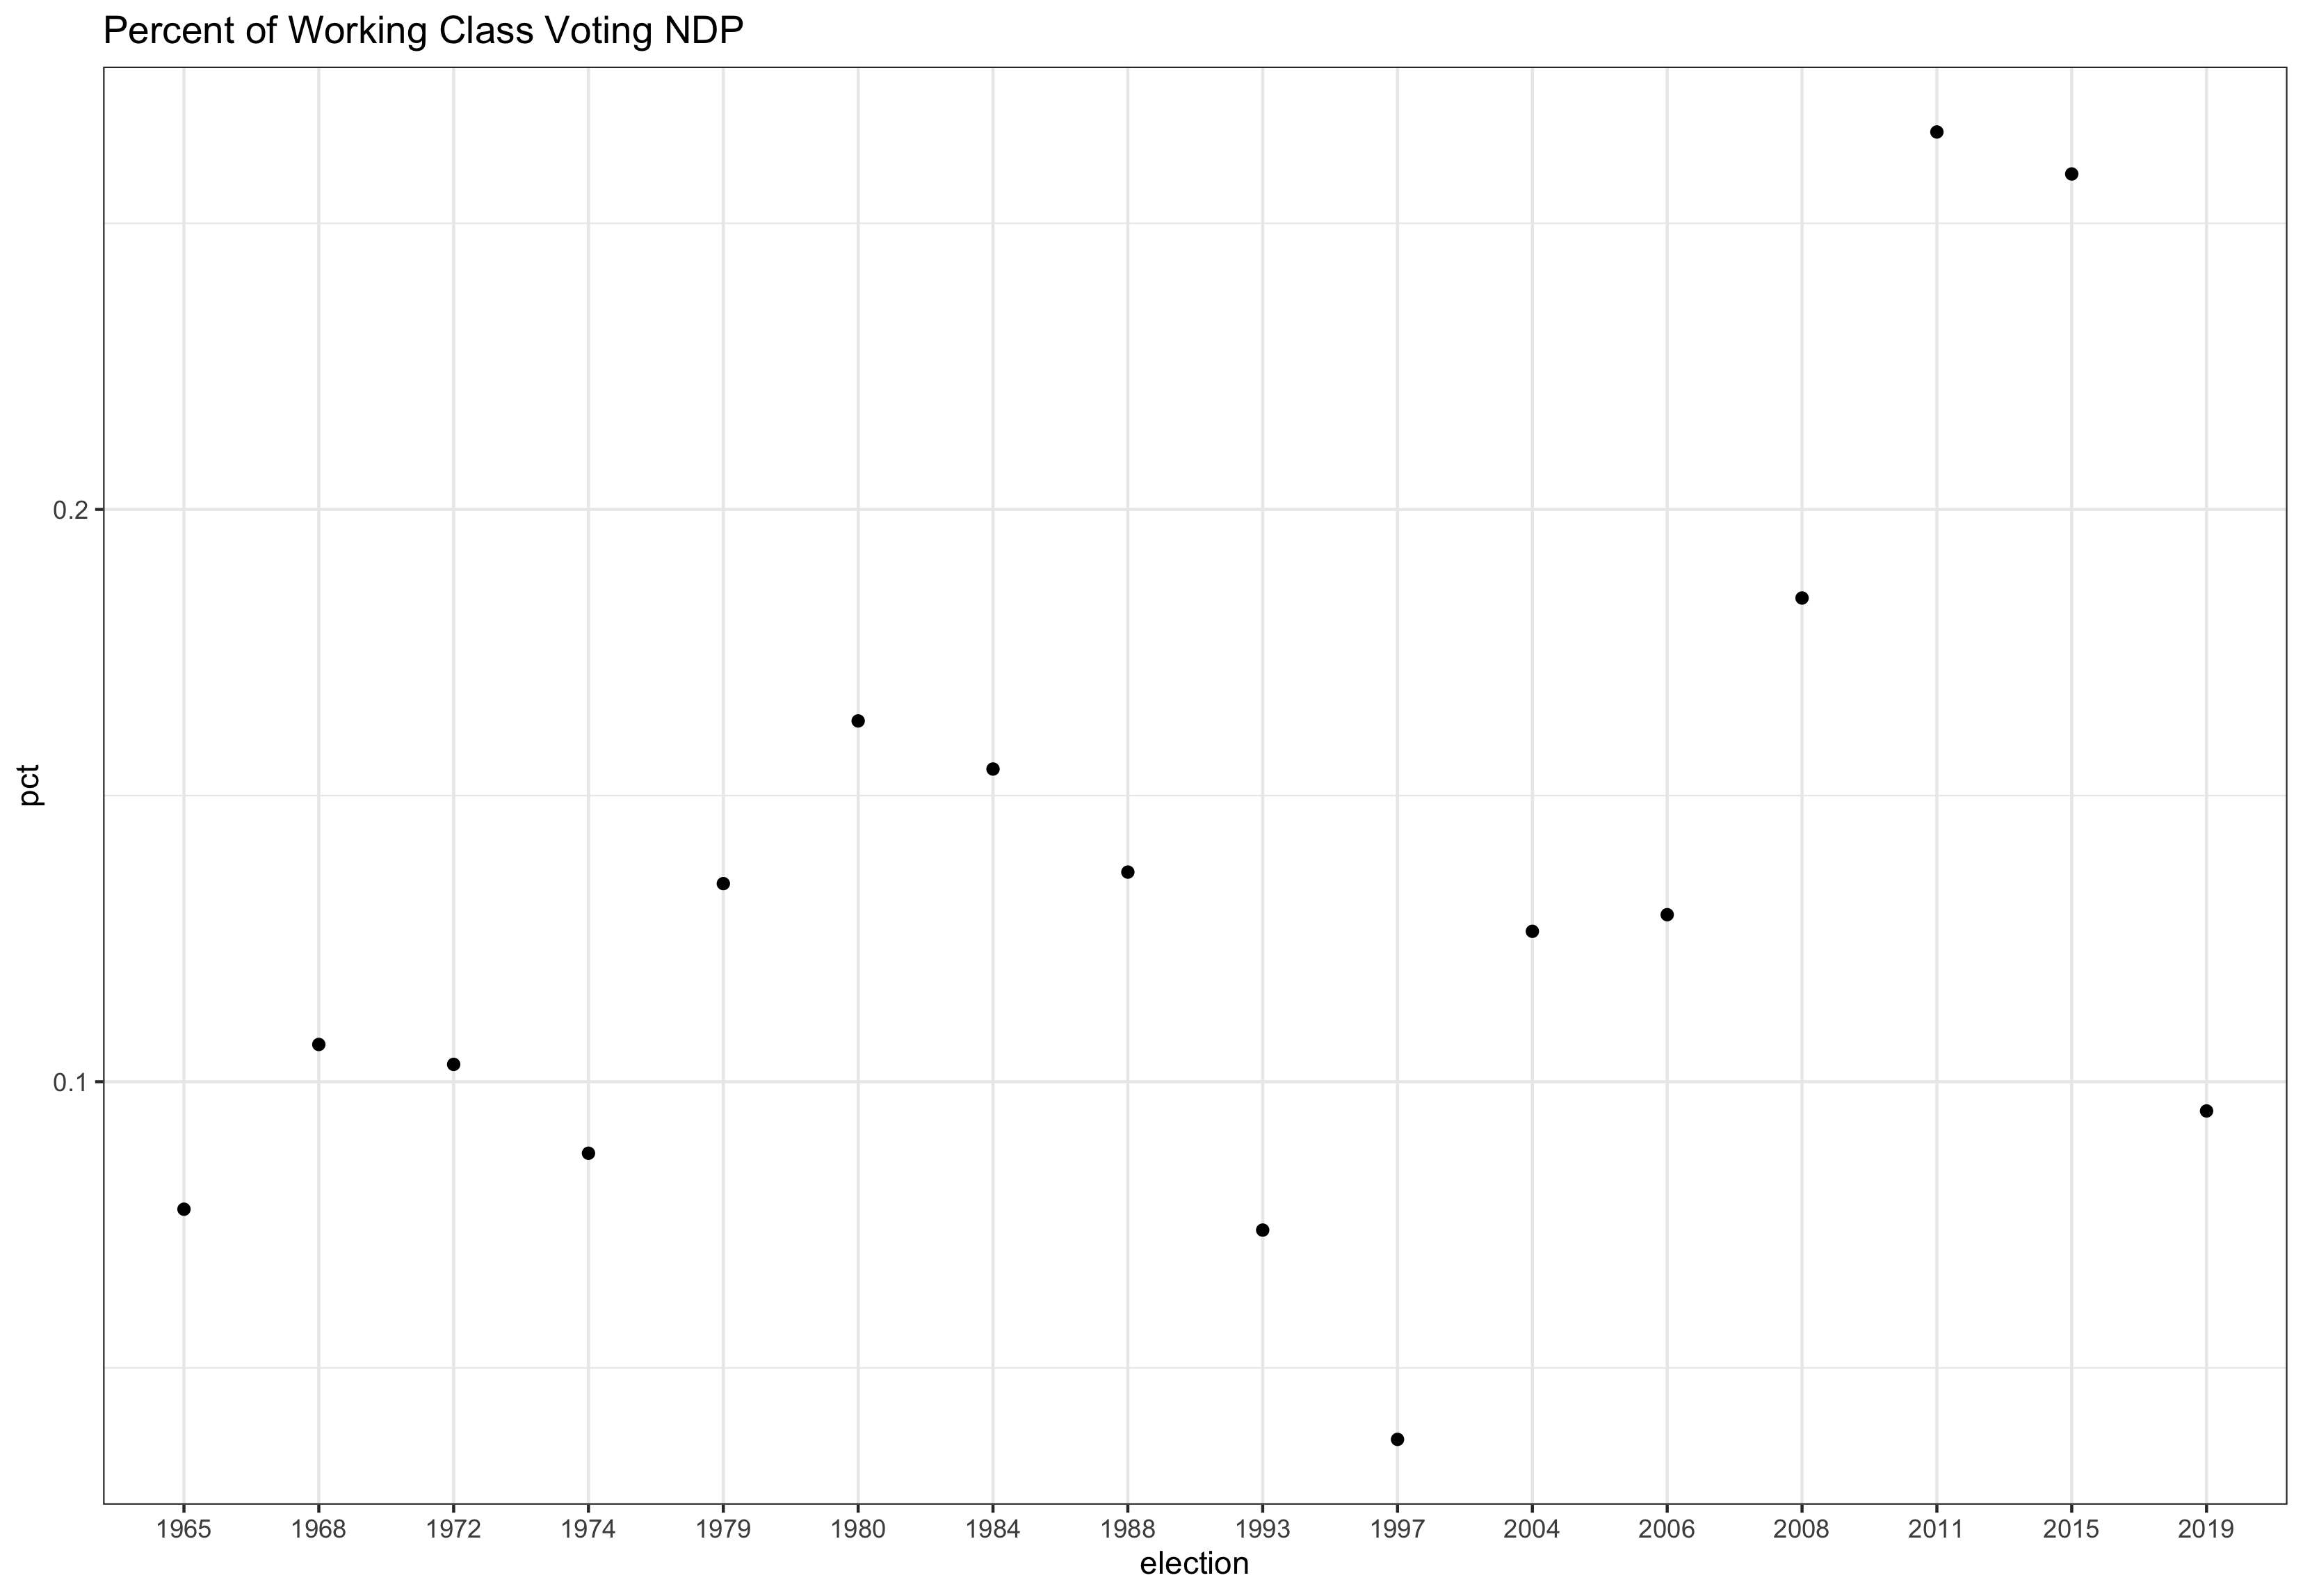 Percent of Working Class Voting NDP
pct
0.2
0.1
1965 1968 1972 1974 1979 1980 1984 1988 1993 1997 2004 2006 2008 2011 2015 2019
election